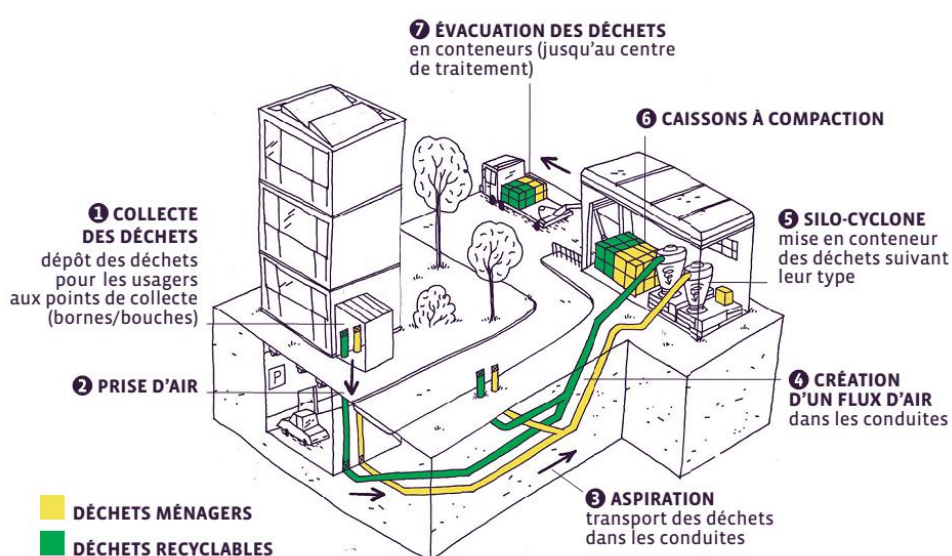 ❼ ÉVACUATION DES DÉCHETS
en conteneurs (jusqu'au centre
de traitement)
❻ CAISSONS À COMPACTION
❶ COLLECTE
DES DÉCHETS
dépôt des déchets
pour les usagers
aux points de collecte
(bornes/bouches)
❺ SILO-CYCLONE
mise en conteneur
des déchets suivant
leur type
❷ PRISE D'AIR
P
❹ CRÉATION
D'UN FLUX D'AIR
dans les conduites
❸ ASPIRATION
transport des déchets
dans les conduites
DÉCHETS MÉNAGERS
DÉCHETS RECYCLABLES